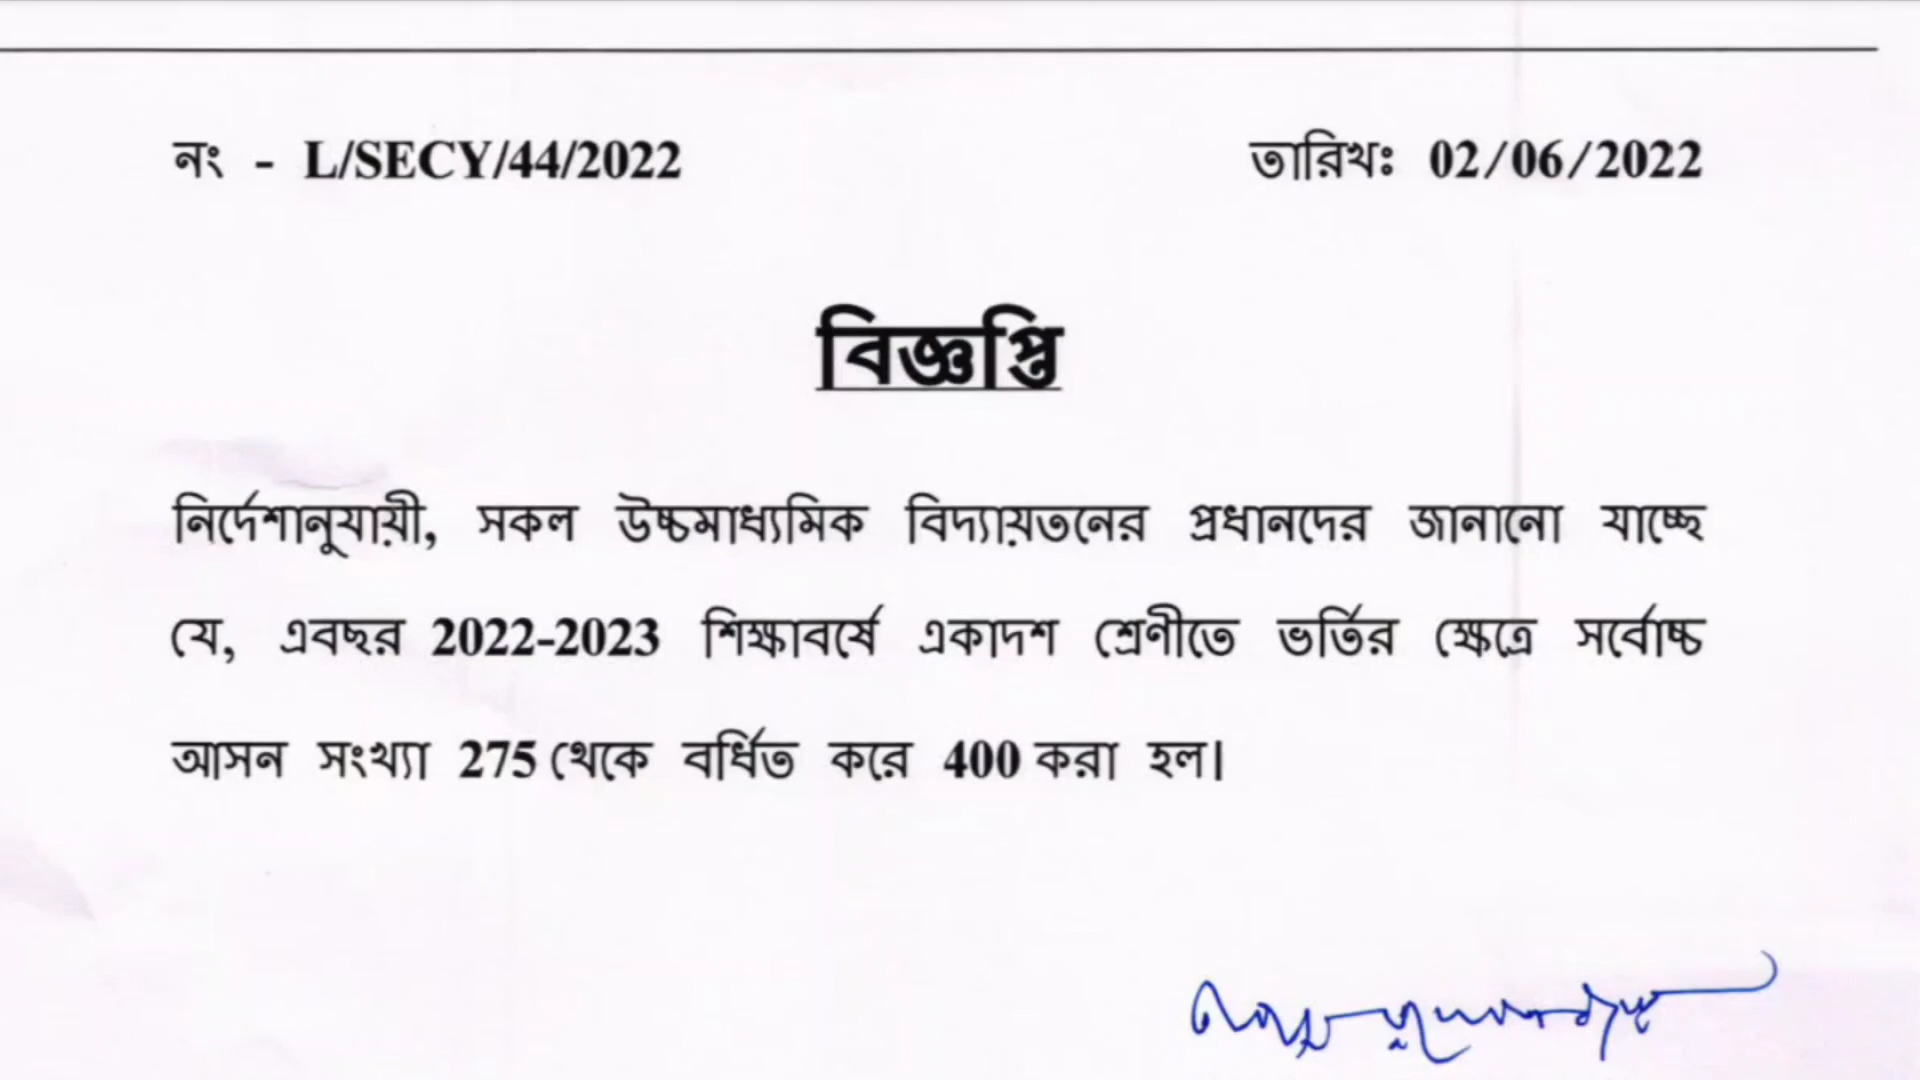 নং - L/SECY/44/2022 তারিখঃ 02/06/2022
বিজ্ঞপ্তি
নির্দেশানুযায়ী, সকল উচ্চমাধ্যমিক বিদ্যায়তনের প্রধানদের জানানো যাচ্ছে
যে, এবছর 2022-2023 শিক্ষাবর্ষে একাদশ শ্রেণীতে ভর্তির ক্ষেত্রে সর্বোচ্চ
আসন সংখ্যা 275 থেকে বর্ধিত করে 400 করা হল।